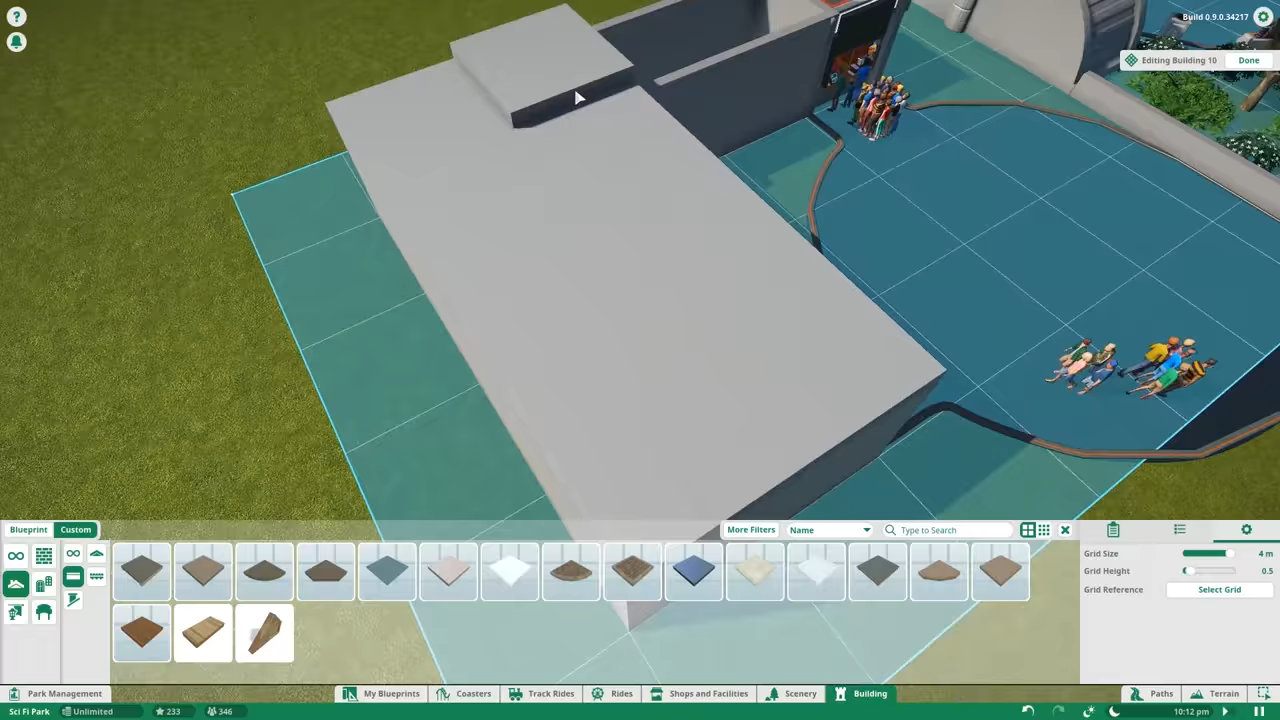 ?
Build 0.9.0.34217
Editing Building 10
Done
Blueprint
Custom
More Filters
Name
Type to Search
Grid Size
4 m
Grid Height
0.5
Grid Reference
Select Grid
Park Management
My Blueprints
Coasters
Track Rides
Rides
Shops and Facilities
Scenery
Building
Paths
Terrain
Sci Fi Park
Unlimited
233
346
10:12 pm